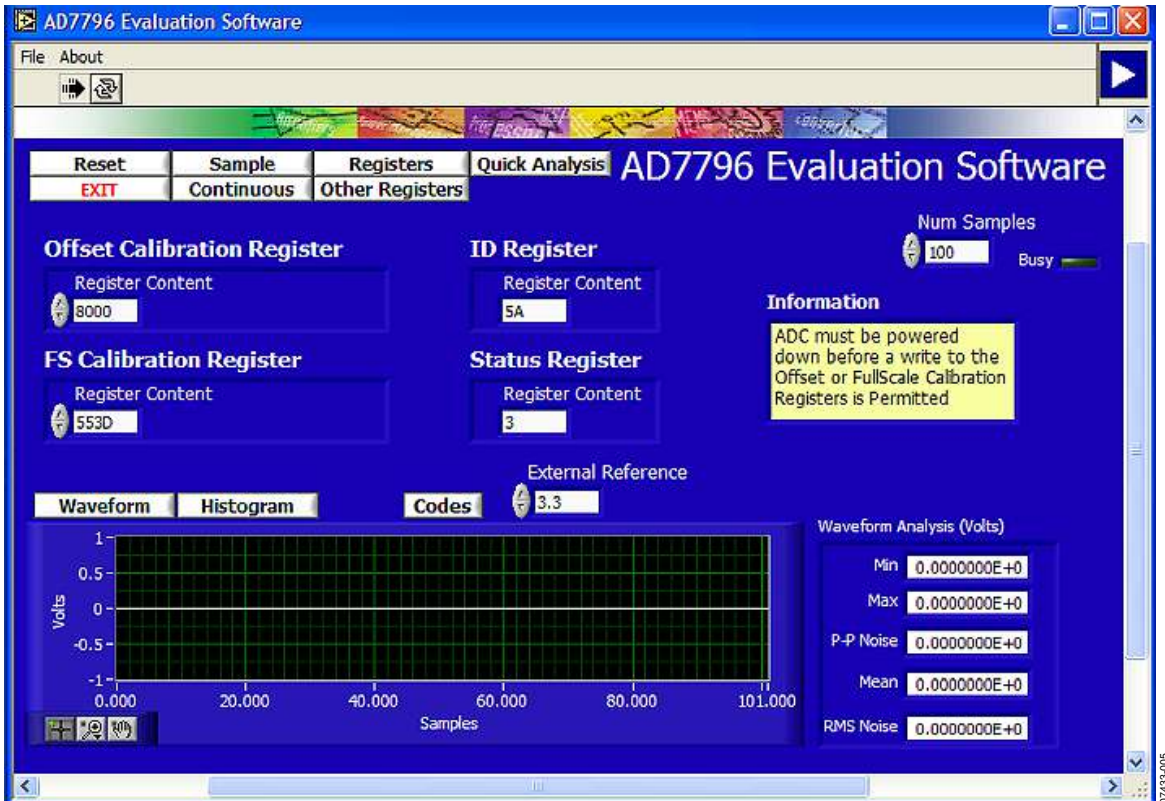 AD7796 Evaluation Software
File About
Reset Sample Registers Quick Analysis AD7796 Evaluation Software
EXIT Continuous Other Registers
Num Samples
100 Busy
Offset Calibration Register
Register Content
8000
ID Register
Register Content
5A
Information
ADC must be powered
down before a write to the
Offset or FullScale Calibration
Registers is Permitted
FS Calibration Register
Register Content
553D
Status Register
Register Content
3
External Reference
3.3
Waveform Histogram Codes
Volts
1
0.5
0
-0.5
-1
0.000 20.000 40.000 60.000 80.000 101.000
Samples
Waveform Analysis (Volts)
Min 0.0000000E+0
Max 0.0000000E+0
P-P Noise 0.0000000E+0
Mean 0.0000000E+0
RMS Noise 0.0000000E+0